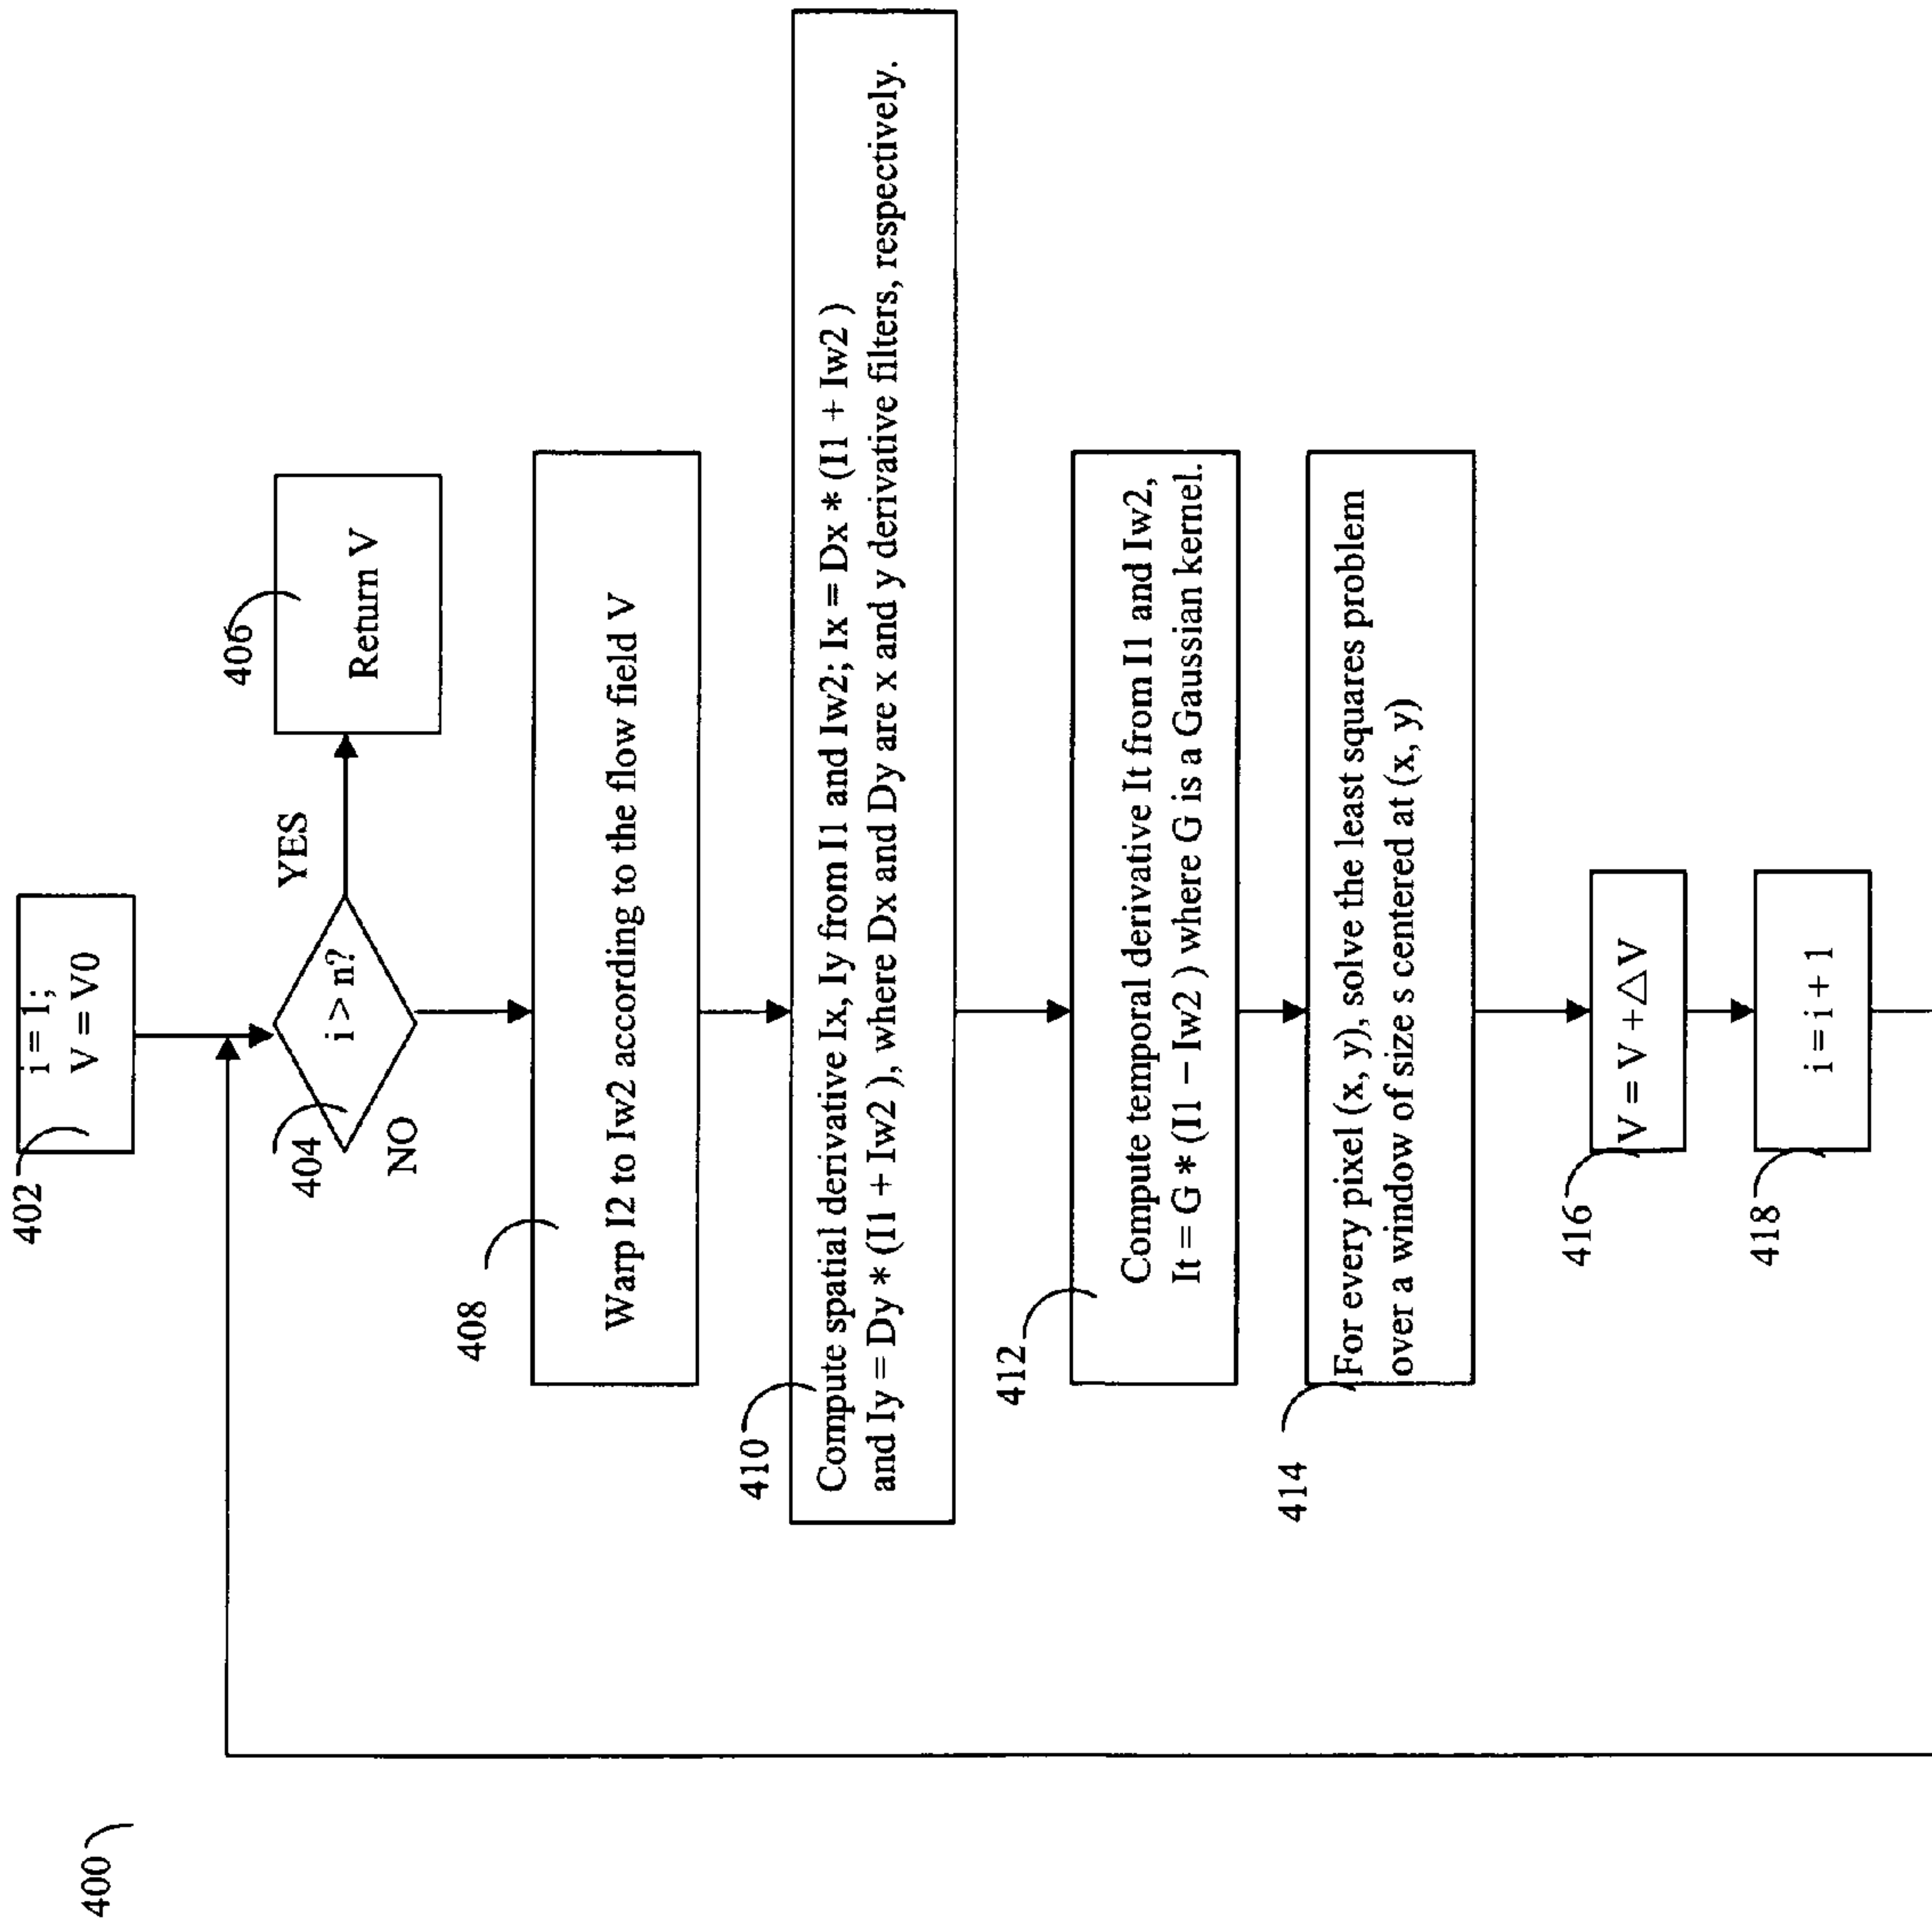 400
402
i = 1;
V = V0
404
i > n?
YES
406
Return V
NO
408
Warp I2 to Iw2 according to the flow field V
410
Compute spatial derivative Ix, Iy from I1 and Iw2; Ix = Dx * (I1 + Iw2 )
and Iy = Dy * (I1 + Iw2 ), where Dx and Dy are x and y derivative filters, respectively.
412
Compute temporal derivative It from I1 and Iw2,
It = G * (I1 − Iw2 ) where G is a Gaussian kernel.
414
For every pixel (x, y), solve the least squares problem
over a window of size s centered at (x, y)
416
V = V + △V
418
i = i + 1